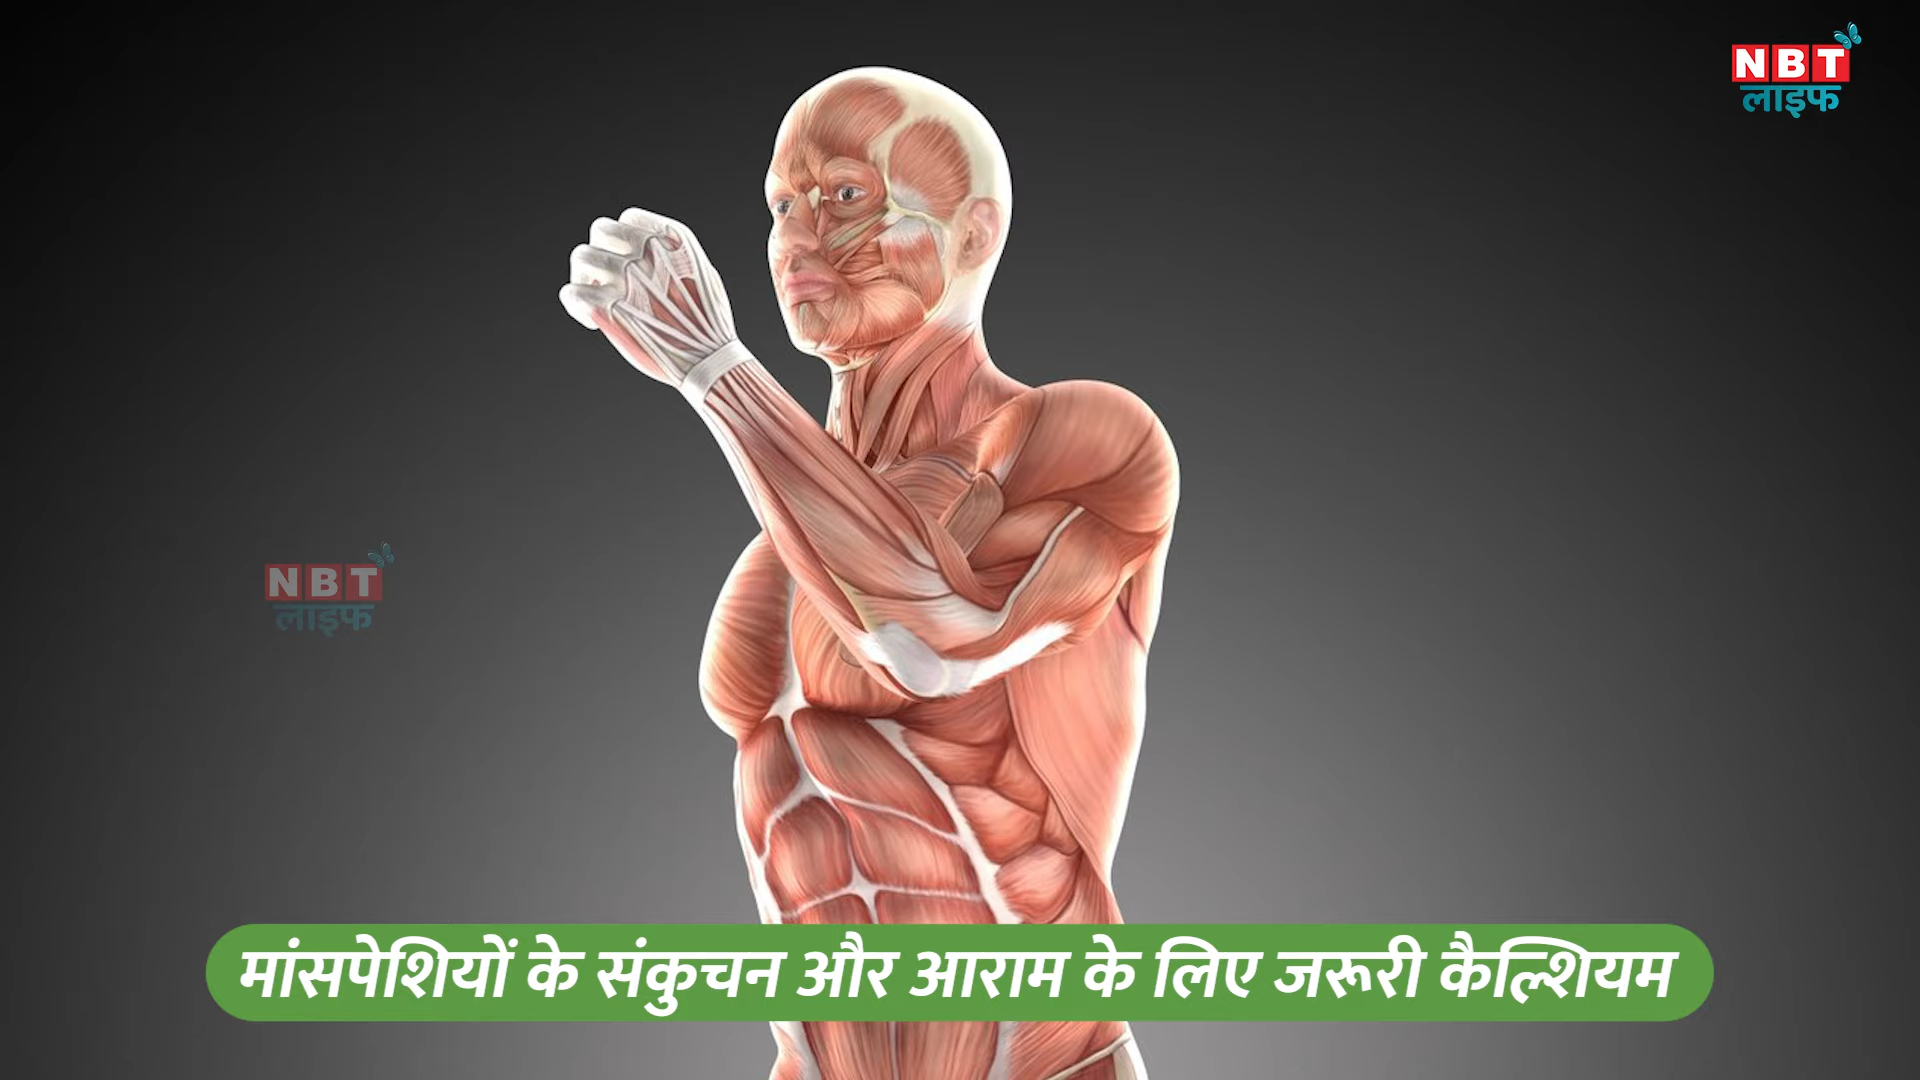 NBT
लाइफ
NBT
लाइफ
मांसपेशियों के संकुचन और आराम के लिए जरूरी कैल्शियम